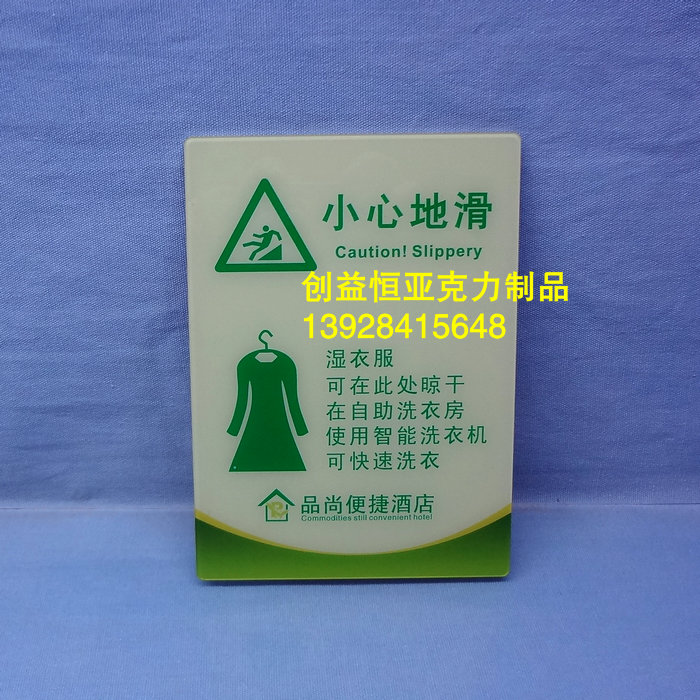 小心地滑
Caution! Slippery
创益恒亚克力制品
13928415648
湿衣服
可在此处晾干
在自助洗衣房
使用智能洗衣机
可快速洗衣
品尚便捷酒店
Commodities still convenient hotel